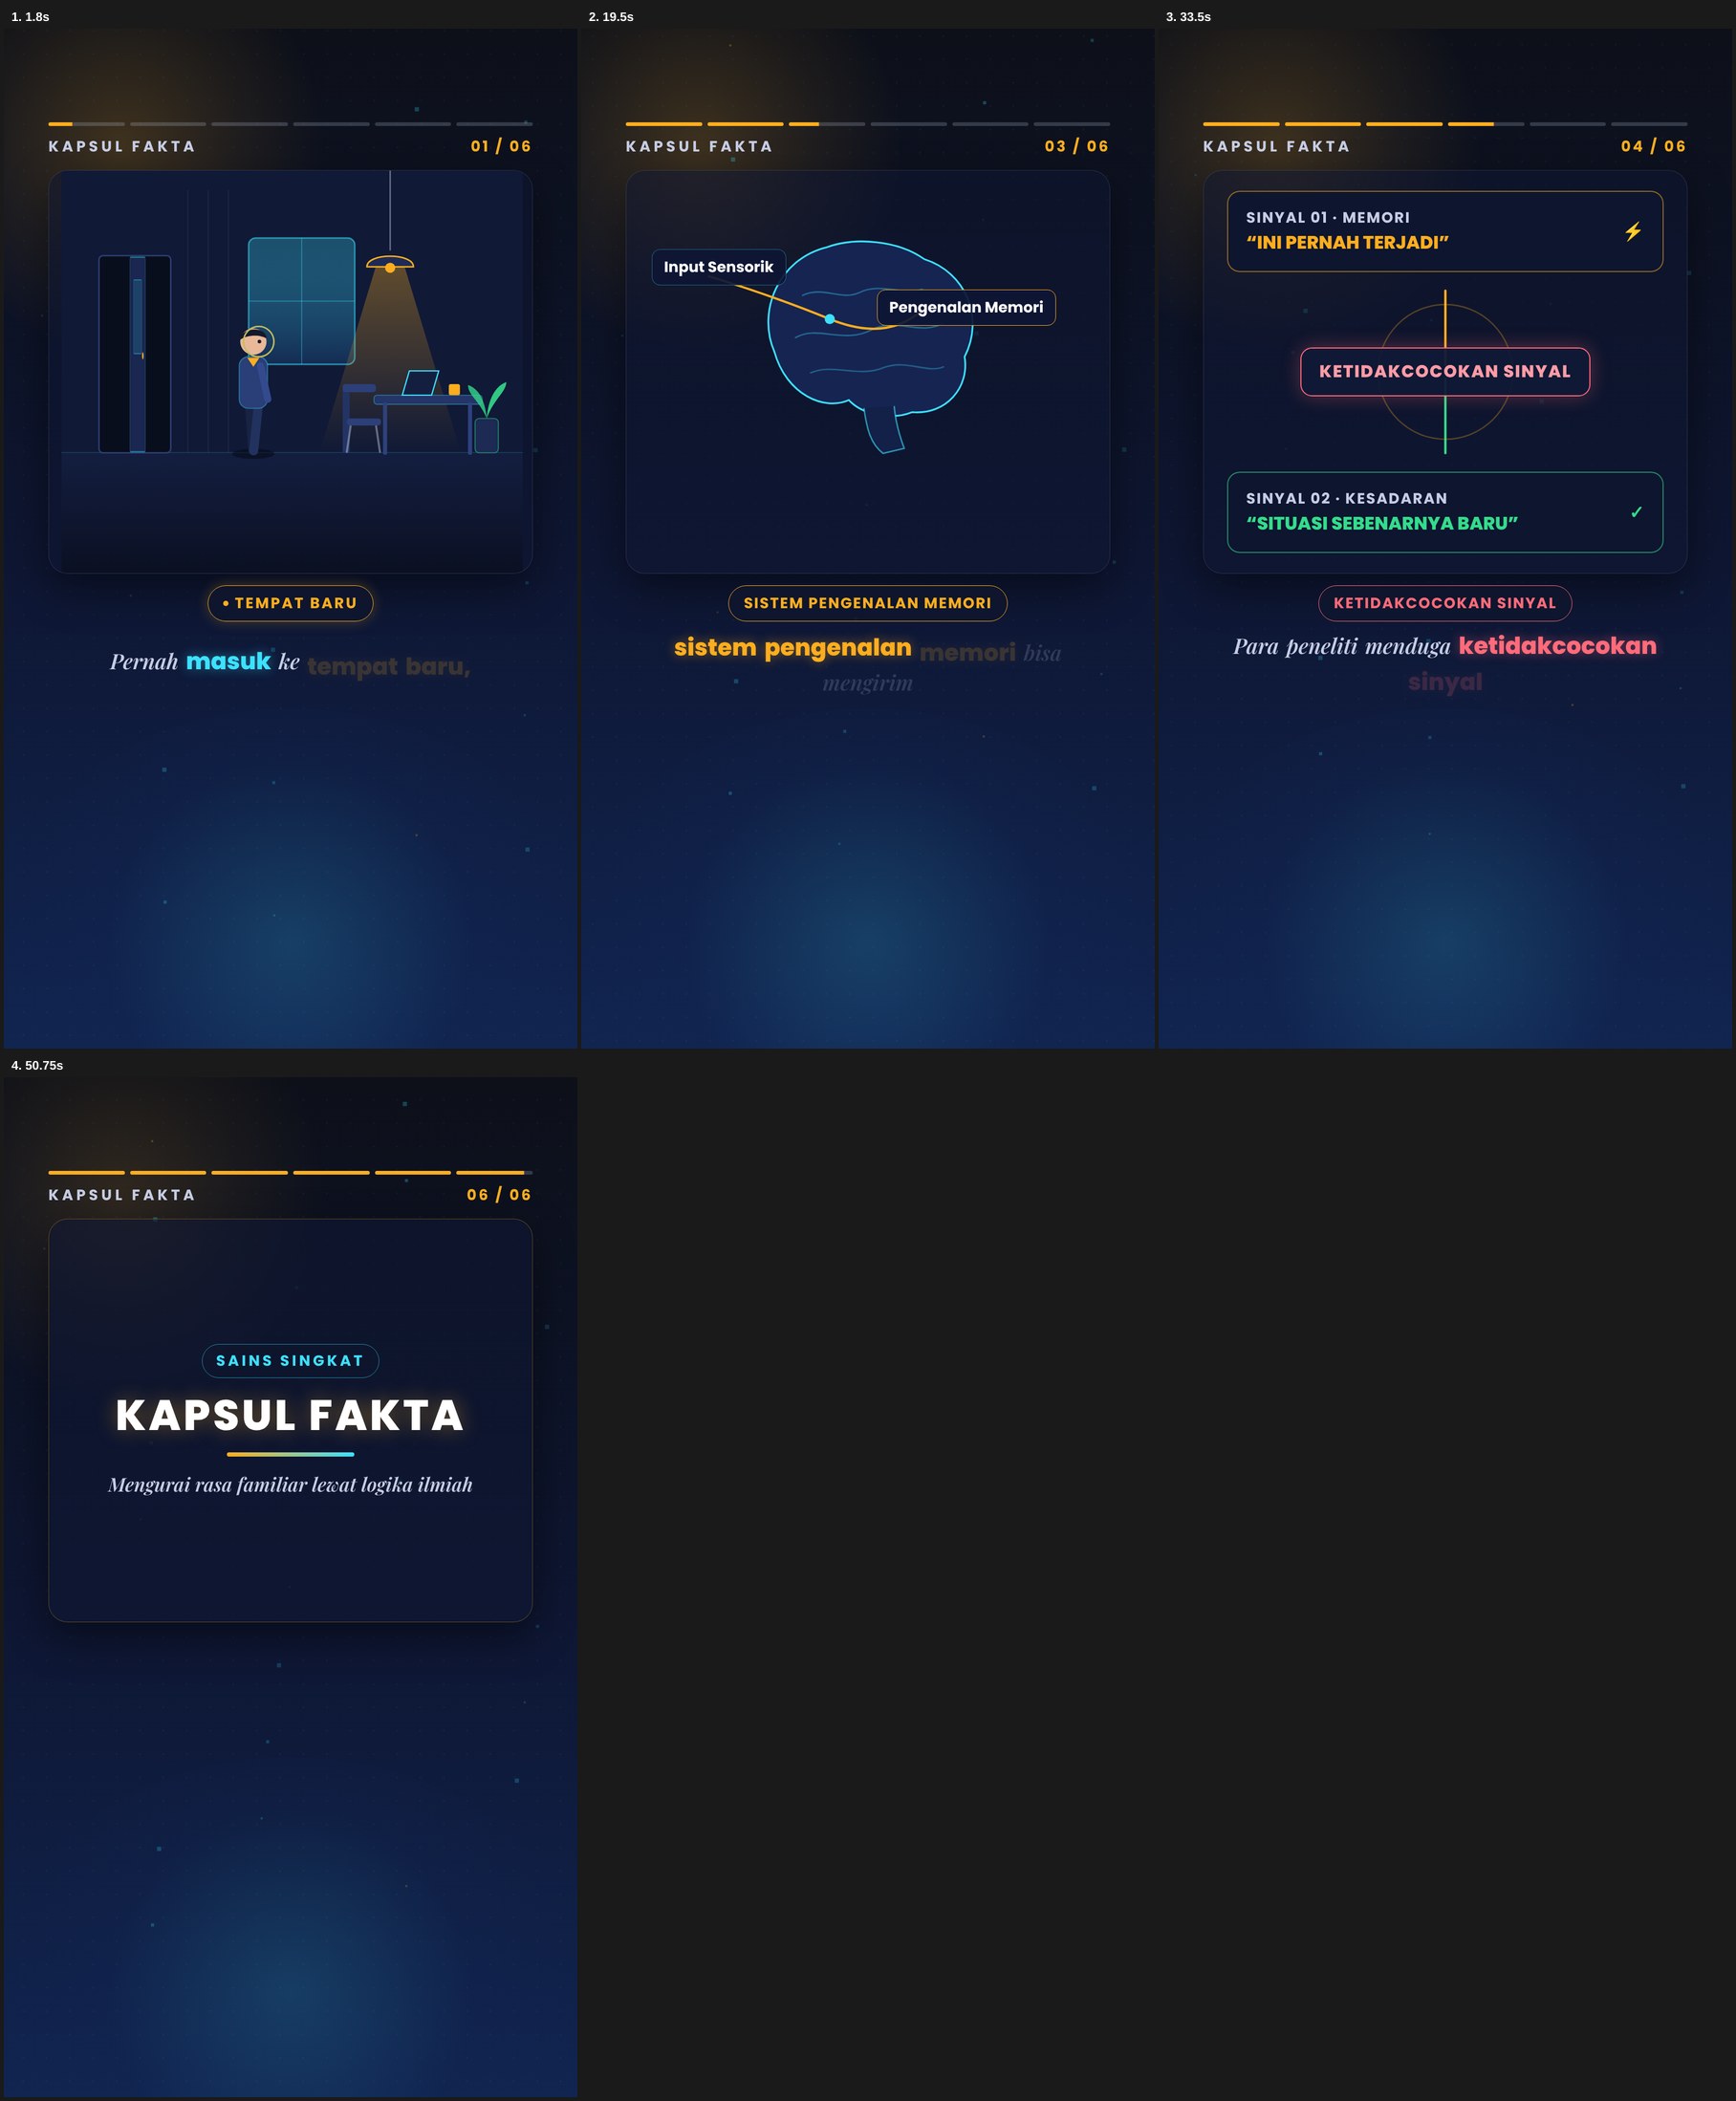 1. 1.8s
KAPSUL FAKTA
01 / 06
• TEMPAT BARU
Pernah masuk ke tempat baru,
2. 19.5s
KAPSUL FAKTA
03 / 06
Input Sensorik
Pengenalan Memori
SISTEM PENGENALAN MEMORI
sistem pengenalan memori bisa
mengirim
3. 33.5s
KAPSUL FAKTA
04 / 06
SINYAL 01 · MEMORI
“INI PERNAH TERJADI”
KETIDAKCOCOKAN SINYAL
SINYAL 02 · KESADARAN
“SITUASI SEBENARNYA BARU”
KETIDAKCOCOKAN SINYAL
Para peneliti menduga ketidakcocokan
sinyal
4. 50.75s
KAPSUL FAKTA
06 / 06
SAINS SINGKAT
KAPSUL FAKTA
Mengurai rasa familiar lewat logika ilmiah